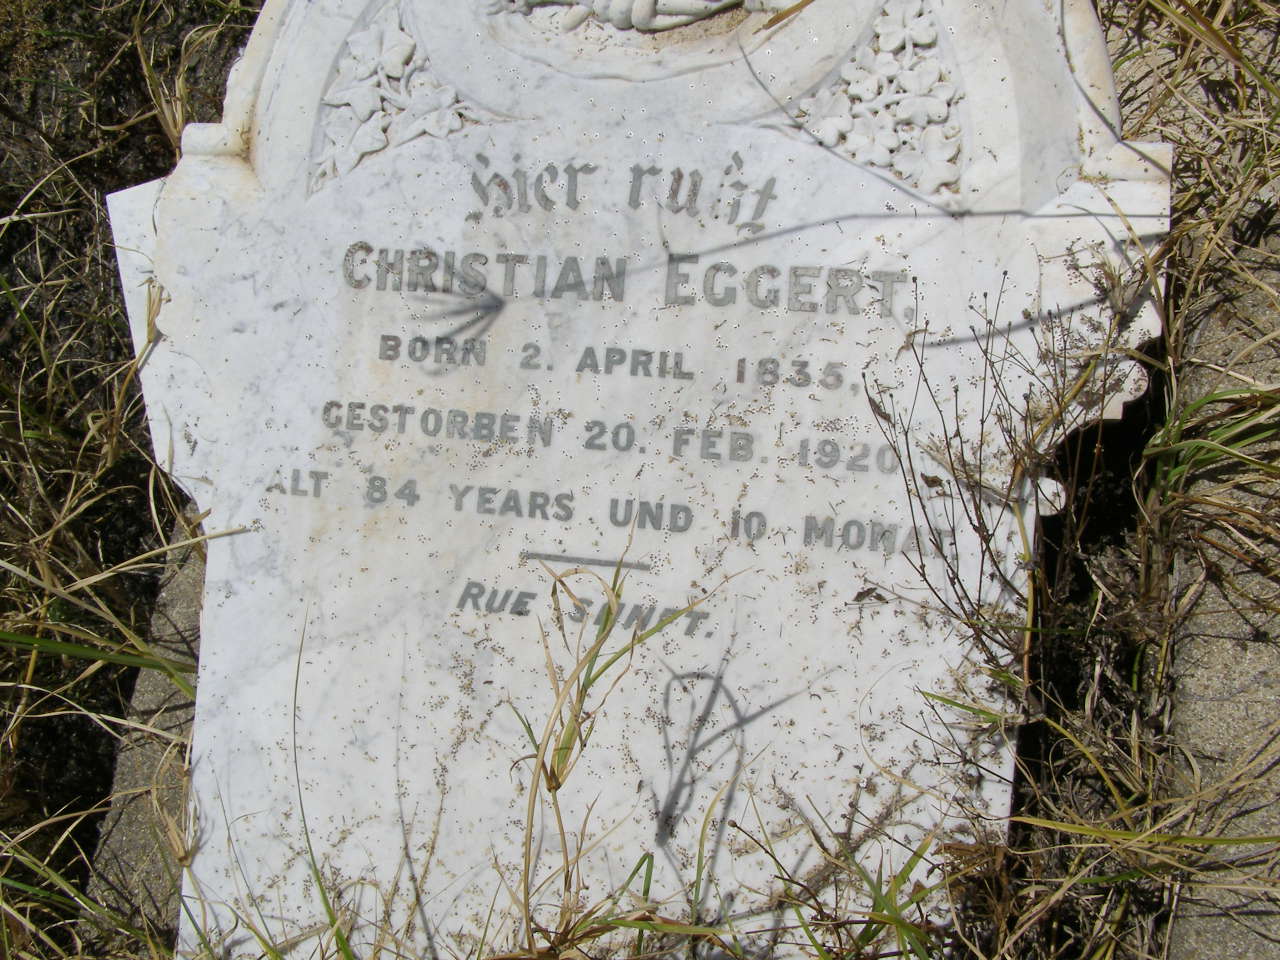 Hier ruht
CHRISTIAN EGGERT,
BORN 2. APRIL 1835,
GESTORBEN 20. FEB. 1920
ALT 84 YEARS UND 10 MONAT
RUE SANFT.